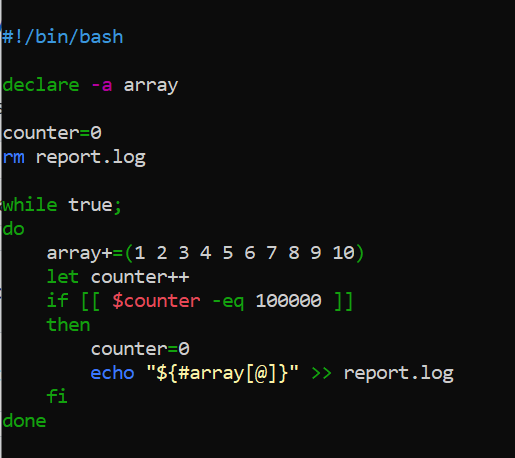 #!/bin/bash
declare -a array
counter=0
rm report.log
while true;
do
    array+=(1 2 3 4 5 6 7 8 9 10)
    let counter++
    if [[ $counter -eq 100000 ]]
    then
        counter=0
        echo "${#array[@]}" >> report.log
    fi
done